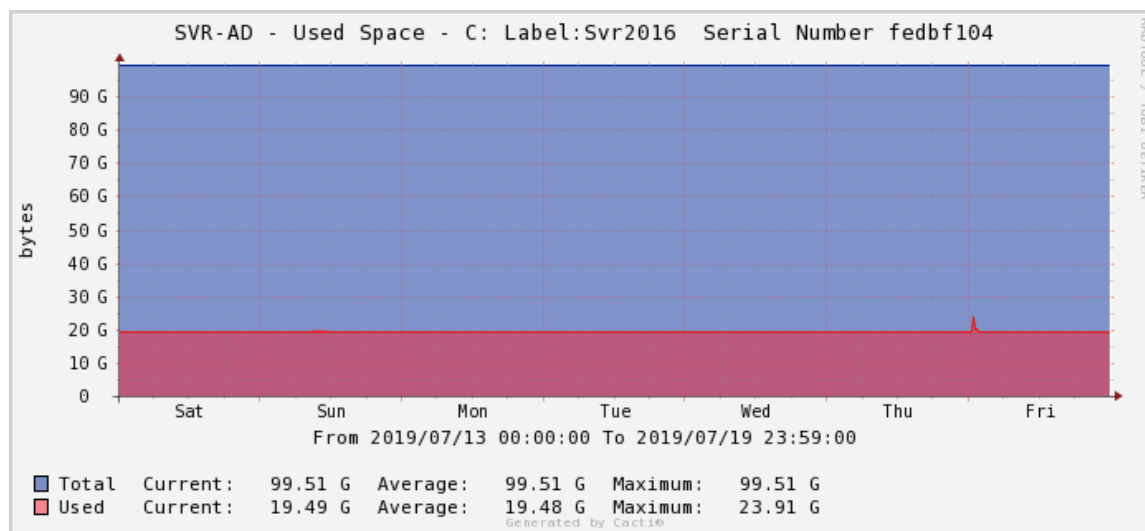 SVR-AD - Used Space - C: Label:Svr2016 Serial Number fedbf104
bytes
90 G
80 G
70 G
60 G
50 G
40 G
30 G
20 G
10 G
0
Sat Sun Mon Tue Wed Thu Fri
From 2019/07/13 00:00:00 To 2019/07/19 23:59:00
Total Current: 99.51 G Average: 99.51 G Maximum: 99.51 G
Used Current: 19.49 G Average: 19.48 G Maximum: 23.91 G
Generated by Cacti®